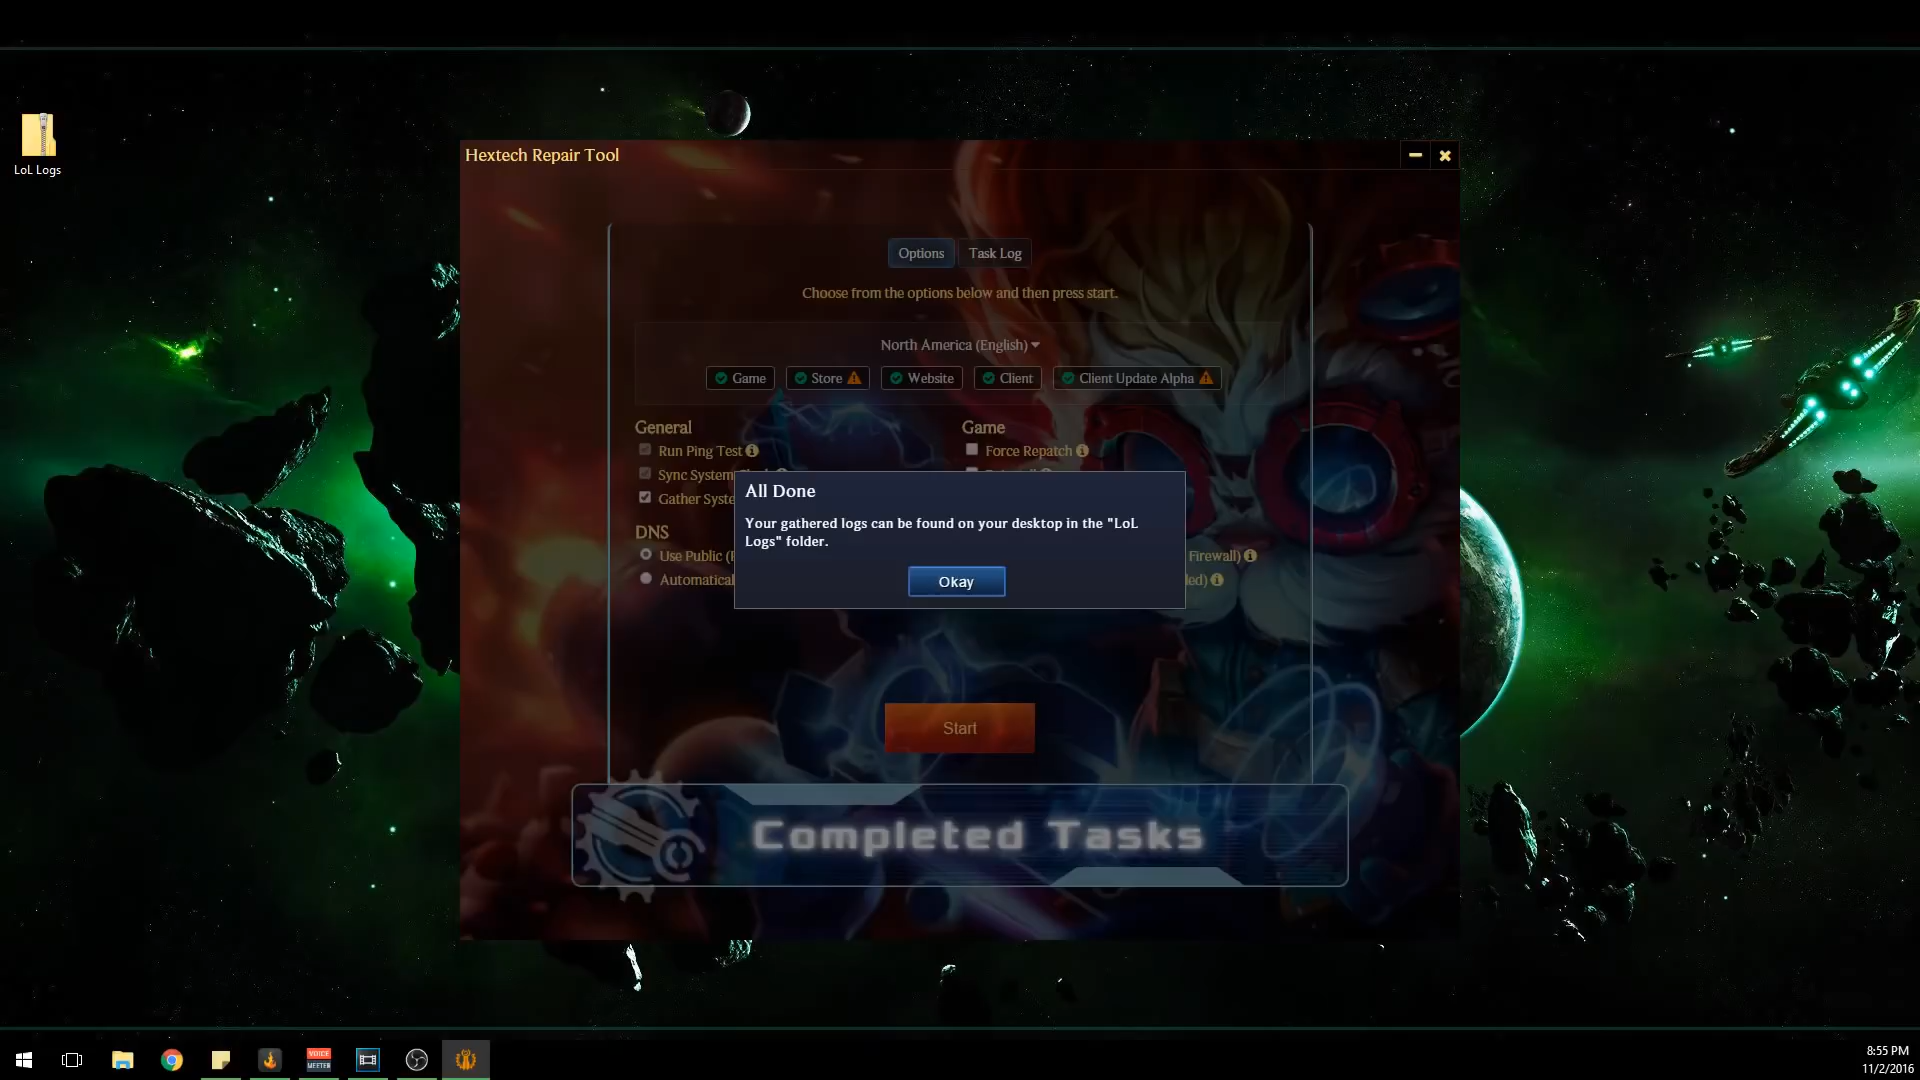 LoL Logs
Hextech Repair Tool
Options
Task Log
Choose from the options below and then press start.
North America (English)
Game
Store
Website
Client
Client Update Alpha
General
Game
Run Ping Test
Force Repatch
Sync System
Gather Syste
All Done
Your gathered logs can be found on your desktop in the "LoL
Logs" folder.
Okay
DNS
Use Public (
Firewall)
Automatical
led)
Start
Completed Tasks
VOICE
MEETER
8:55 PM
11/2/2016